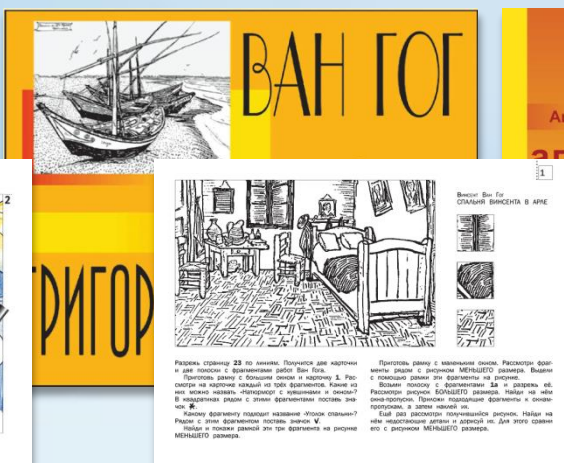 ВАН ГОГ
ГРИГОР
2
1
Винсент Ван Гог
СПАЛЬНЯ ВИНСЕНТА В АРЛЕ
Разрежь страницу 23 по линиям. Получится две карточки
и две полоски с фрагментами работ Ван Гога.
Приготовь рамку с большим окном и карточку 1. Рас-
смотри на карточке каждый из трёх фрагментов. Какие из
них можно назвать «Натюрморт с кувшинами и окном»?
В квадратиках рядом с этими фрагментами поставь зна-
чок Ж.
Какому фрагменту подходит название «Уголок спальни»?
Рядом с этим фрагментом поставь значок V.
Найди и покажи рамкой эти три фрагмента на рисунке
МЕНЬШЕГО размера.
Приготовь рамку с маленьким окном. Рассмотри фраг-
менты рядом с рисунком МЕНЬШЕГО размера. Выдели
с помощью рамки эти фрагменты на рисунке.
Возьми полоску с фрагментами 1а и разрежь её.
Рассмотри рисунок БОЛЬШЕГО размера. Найди на нём
окна-пропуски. Приложи подходящие фрагменты к окнам-
пропускам, а затем наклей их.
Ещё раз рассмотри получившийся рисунок. Найди на
нём недостающие детали и дорисуй их. Для этого сравни
его с рисунком МЕНЬШЕГО размера.